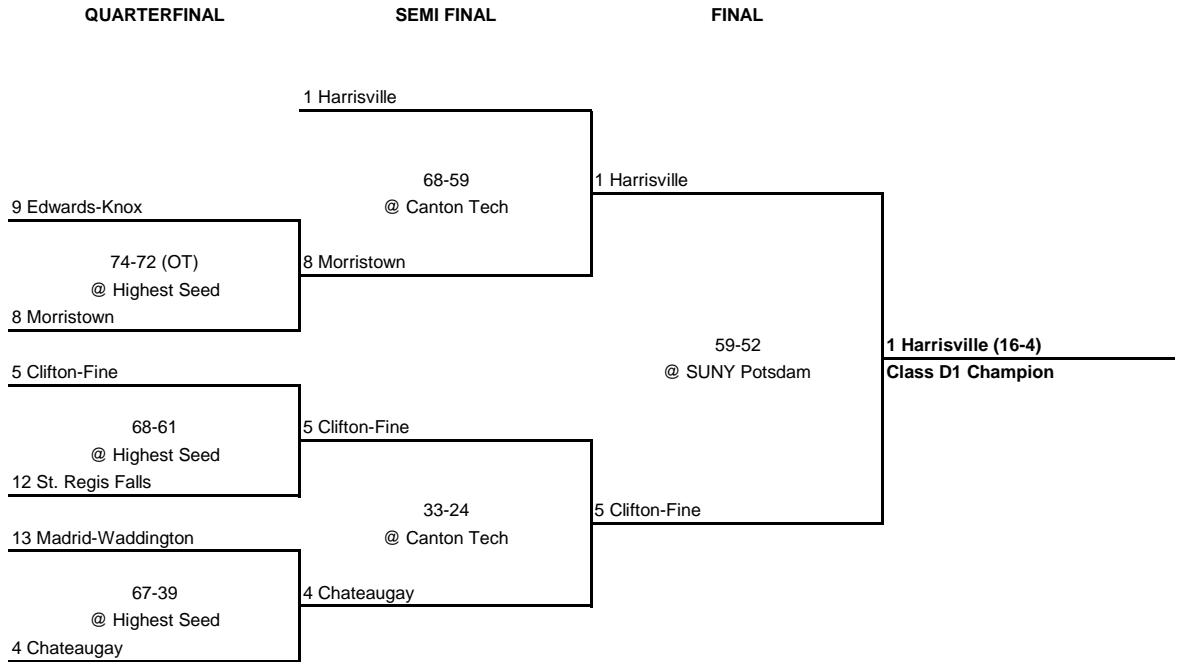 QUARTERFINAL SEMI FINAL FINAL
1 Harrisville
68-59
@ Canton Tech
1 Harrisville
9 Edwards-Knox
74-72 (OT)
@ Highest Seed
8 Morristown
8 Morristown
59-52
@ SUNY Potsdam
1 Harrisville (16-4)
Class D1 Champion
5 Clifton-Fine
68-61
@ Highest Seed
5 Clifton-Fine
12 St. Regis Falls
33-24
@ Canton Tech
5 Clifton-Fine
13 Madrid-Waddington
67-39
@ Highest Seed
4 Chateaugay
4 Chateaugay